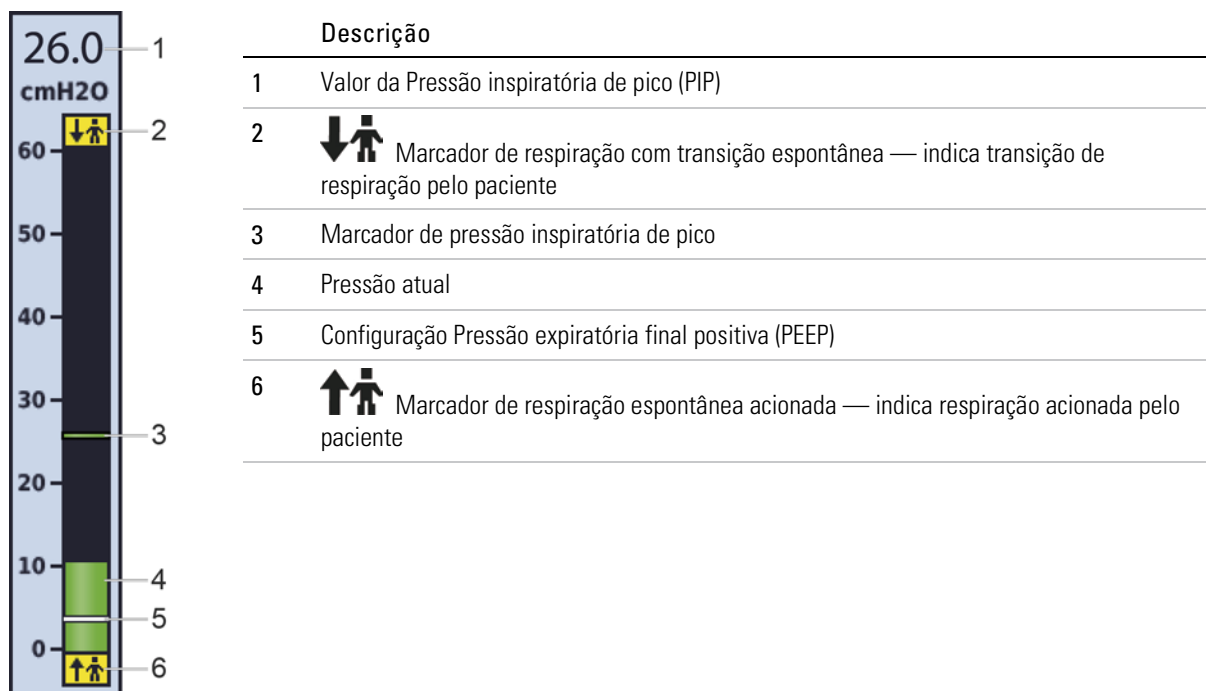 26.0
cmH2O
60
50
40
30
20
10
0
1
2
3
4
5
6
Descrição
1 Valor da Pressão inspiratória de pico (PIP)
2 Marcador de respiração com transição espontânea — indica transição de
respiração pelo paciente
3 Marcador de pressão inspiratória de pico
4 Pressão atual
5 Configuração Pressão expiratória final positiva (PEEP)
6 Marcador de respiração espontânea acionada — indica respiração acionada pelo
paciente